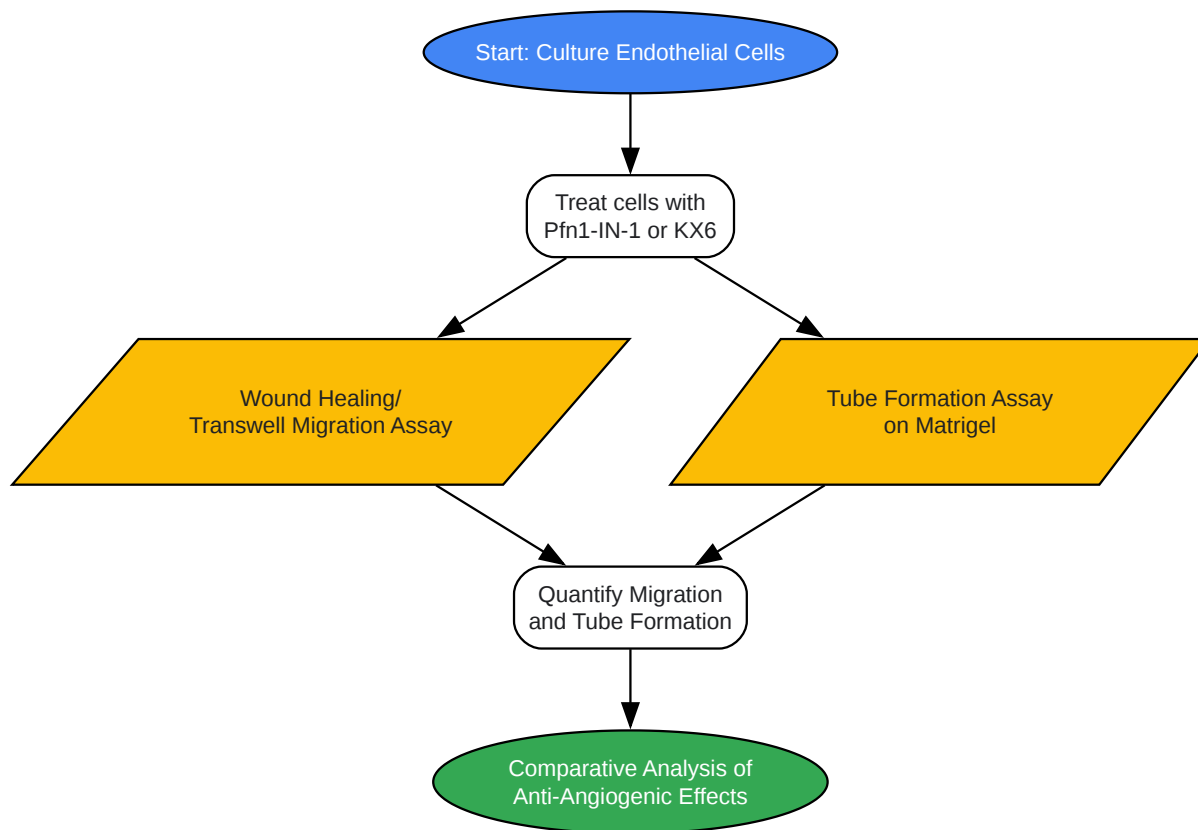 Start: Culture Endothelial Cells
Treat cells with
Pfn1-IN-1 or KX6
Wound Healing/
Transwell Migration Assay
Tube Formation Assay
on Matrigel
Quantify Migration
and Tube Formation
Comparative Analysis of
Anti-Angiogenic Effects